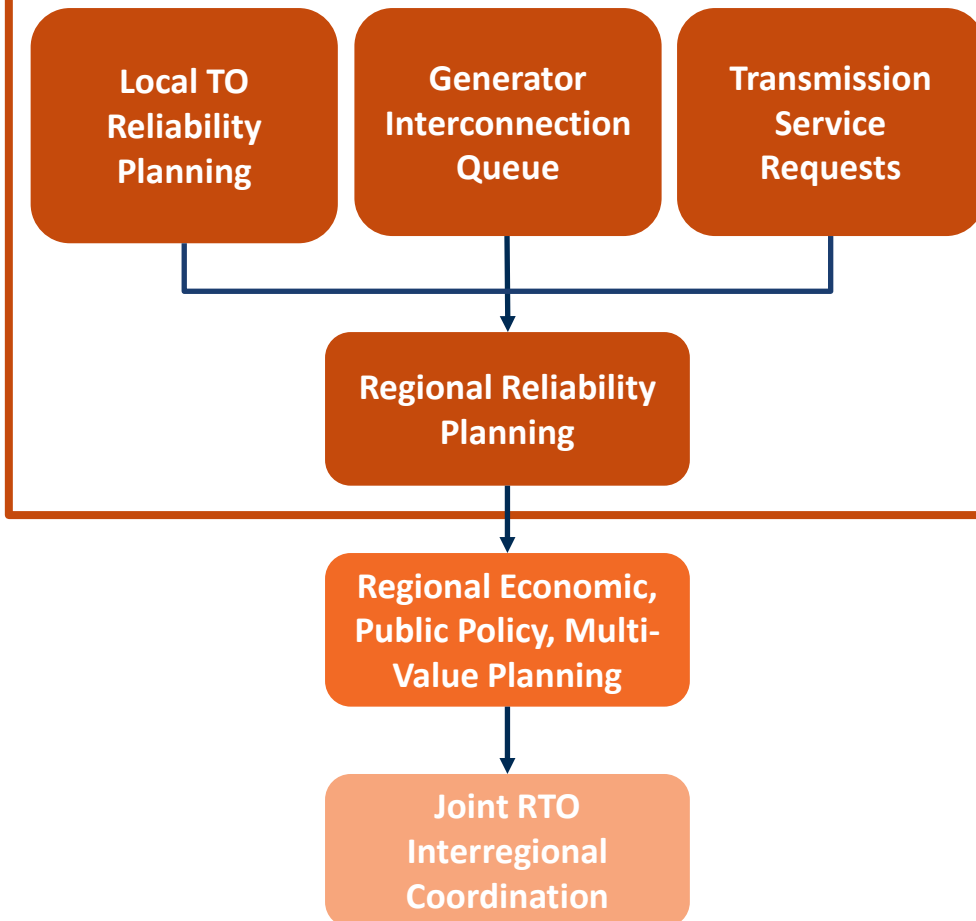 Local TO
Reliability
Planning
Generator
Interconnection
Queue
Transmission
Service
Requests
Regional Reliability
Planning
Regional Economic,
Public Policy, Multi-
Value Planning
Joint RTO
Interregional
Coordination